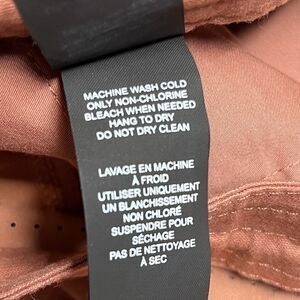 MACHINE WASH COLD
ONLY NON-CHLORINE
BLEACH WHEN NEEDED
HANG TO DRY
DO NOT DRY CLEAN
LAVAGE EN MACHINE
À FROID
UTILISER UNIQUEMENT
UN BLANCHISSEMENT
NON CHLORÉ
SUSPENDRE POUR
SÉCHAGE
PAS DE NETTOYAGE
À SEC